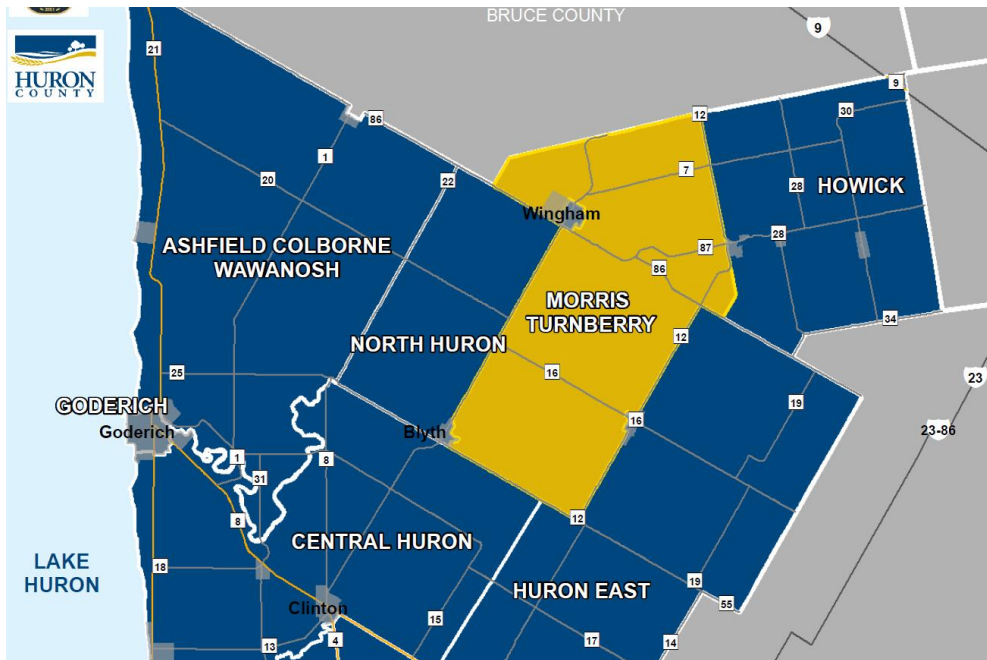 BRUCE COUNTY
9
21
HURON
COUNTY
9
86
12
30
1
7
20
22
28
HOWICK
Wingham
28
ASHFIELD COLBORNE
WAWANOSH
87
86
MORRIS
TURNBERRY
34
12
NORTH HURON
25
16
23
19
GODERICH
16
Goderich
Blyth
23-86
1
8
31
8
12
CENTRAL HURON
LAKE
HURON
18
19
HURON EAST
55
Clinton
15
4
17
14
13